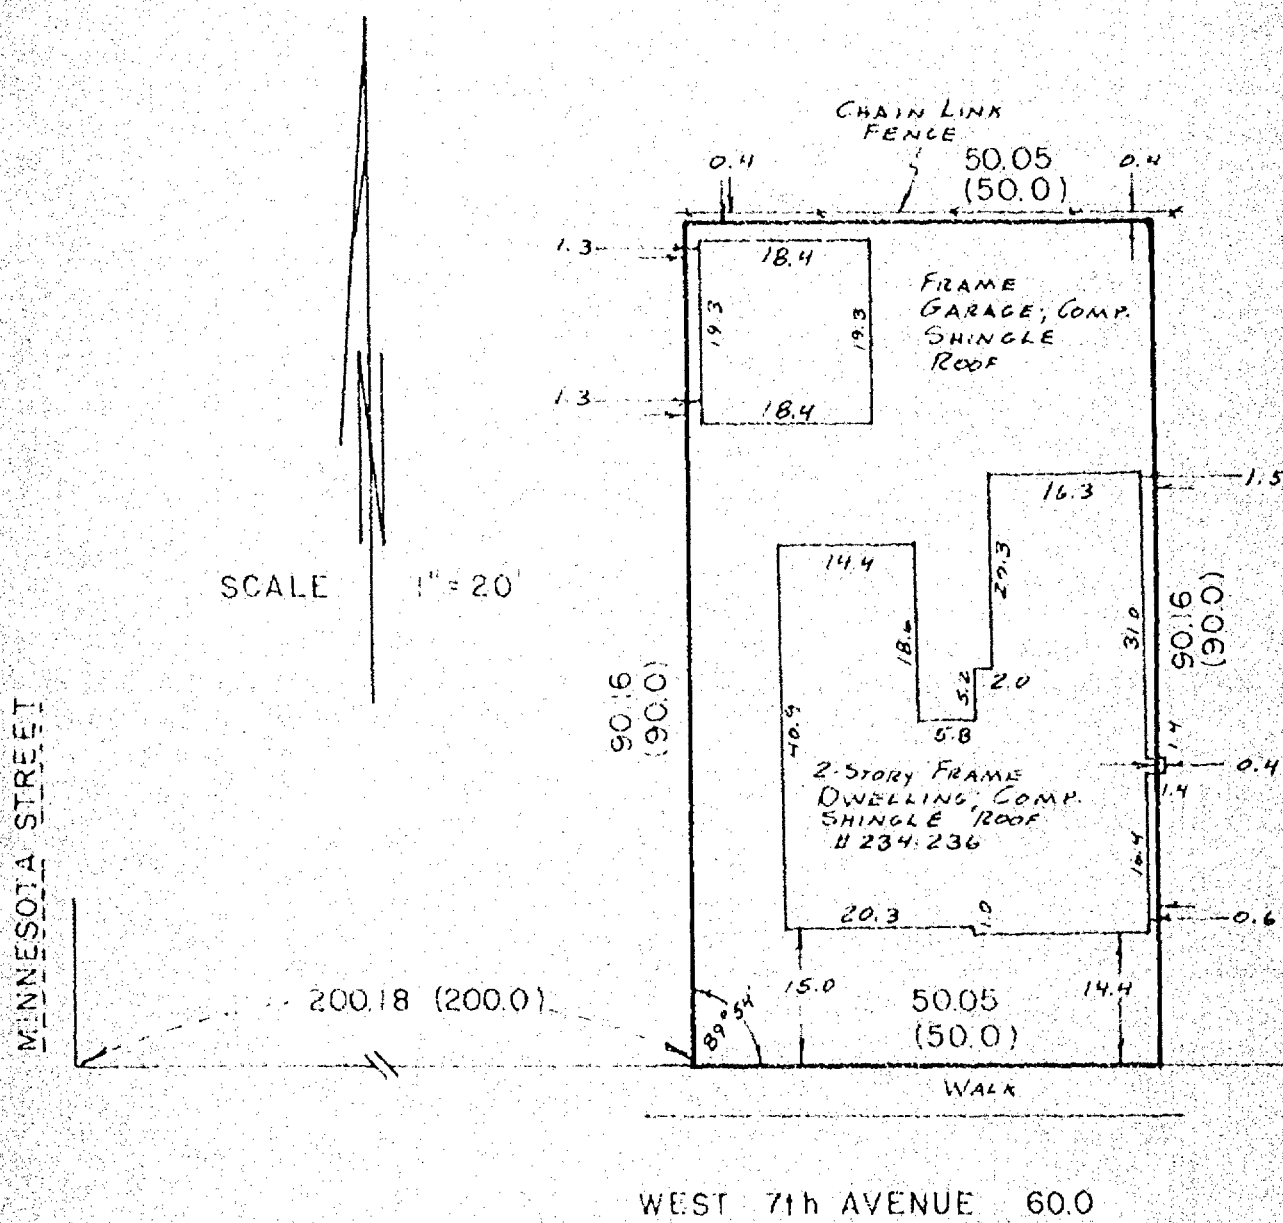 CHAIN LINK
FENCE
0.4
50.05
(50.0)
0.4
1.3
18.4
19.3
19.3
FRAME
GARAGE, COMP.
SHINGLE
ROOF
1.3
18.4
16.3
1.5
14.4
20.3
SCALE 1" = 20'
18.6
31.0
90.16
(90.0)
90.16
(90.0)
5.2
2.0
5.8
40.9
1.4
0.4
1.4
2-STORY FRAME
DWELLING, COMP.
SHINGLE ROOF
# 234-236
16.4
MINNESOTA STREET
20.3
1.0
0.6
15.0
14.4
200.18 (200.0)
89° 54'
50.05
(50.0)
WALK
WEST 7th AVENUE 60.0